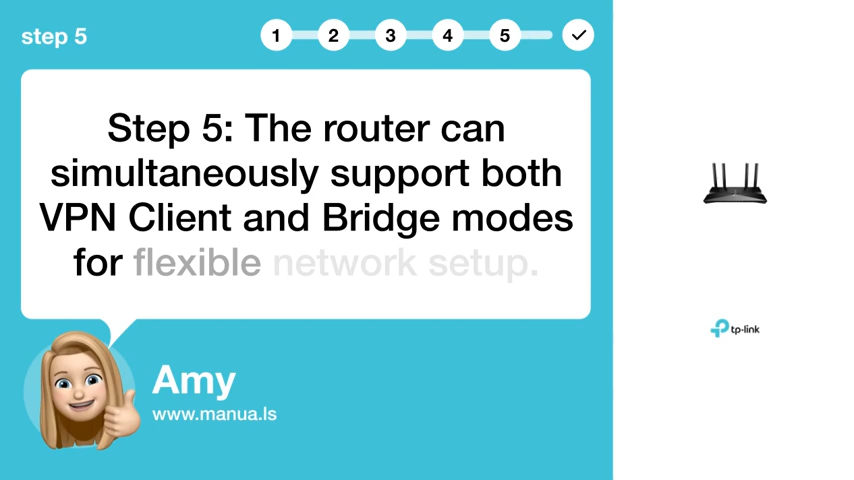 step 5
1 2 3 4 5
Step 5: The router can
simultaneously support both
VPN Client and Bridge modes
for flexible network setup.
Amy
www.manua.ls
tp-link